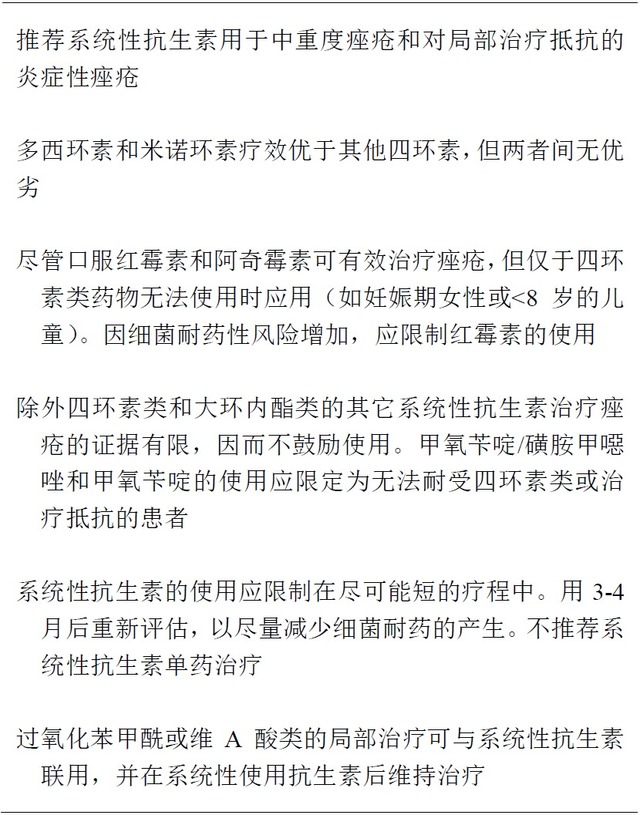 推荐系统性抗生素用于中重度痤疮和对局部治疗抵抗的
炎症性痤疮
多西环素和米诺环素疗效优于其他四环素，但两者间无优
劣
尽管口服红霉素和阿奇霉素可有效治疗痤疮，但仅于四环
素类药物无法使用时应用（如妊娠期女性或<8 岁的儿
童）。因细菌耐药性风险增加，应限制红霉素的使用
除外四环素类和大环内酯类的其它系统性抗生素治疗痤
疮的证据有限，因而不鼓励使用。甲氧苄啶/磺胺甲噁
唑和甲氧苄啶的使用应限定为无法耐受四环素类或治
疗抵抗的患者
系统性抗生素的使用应限制在尽可能短的疗程中。用 3-4
月后重新评估，以尽量减少细菌耐药的产生。不推荐系
统性抗生素单药治疗
过氧化苯甲酰或维 A 酸类的局部治疗可与系统性抗生素
联用，并在系统性使用抗生素后维持治疗